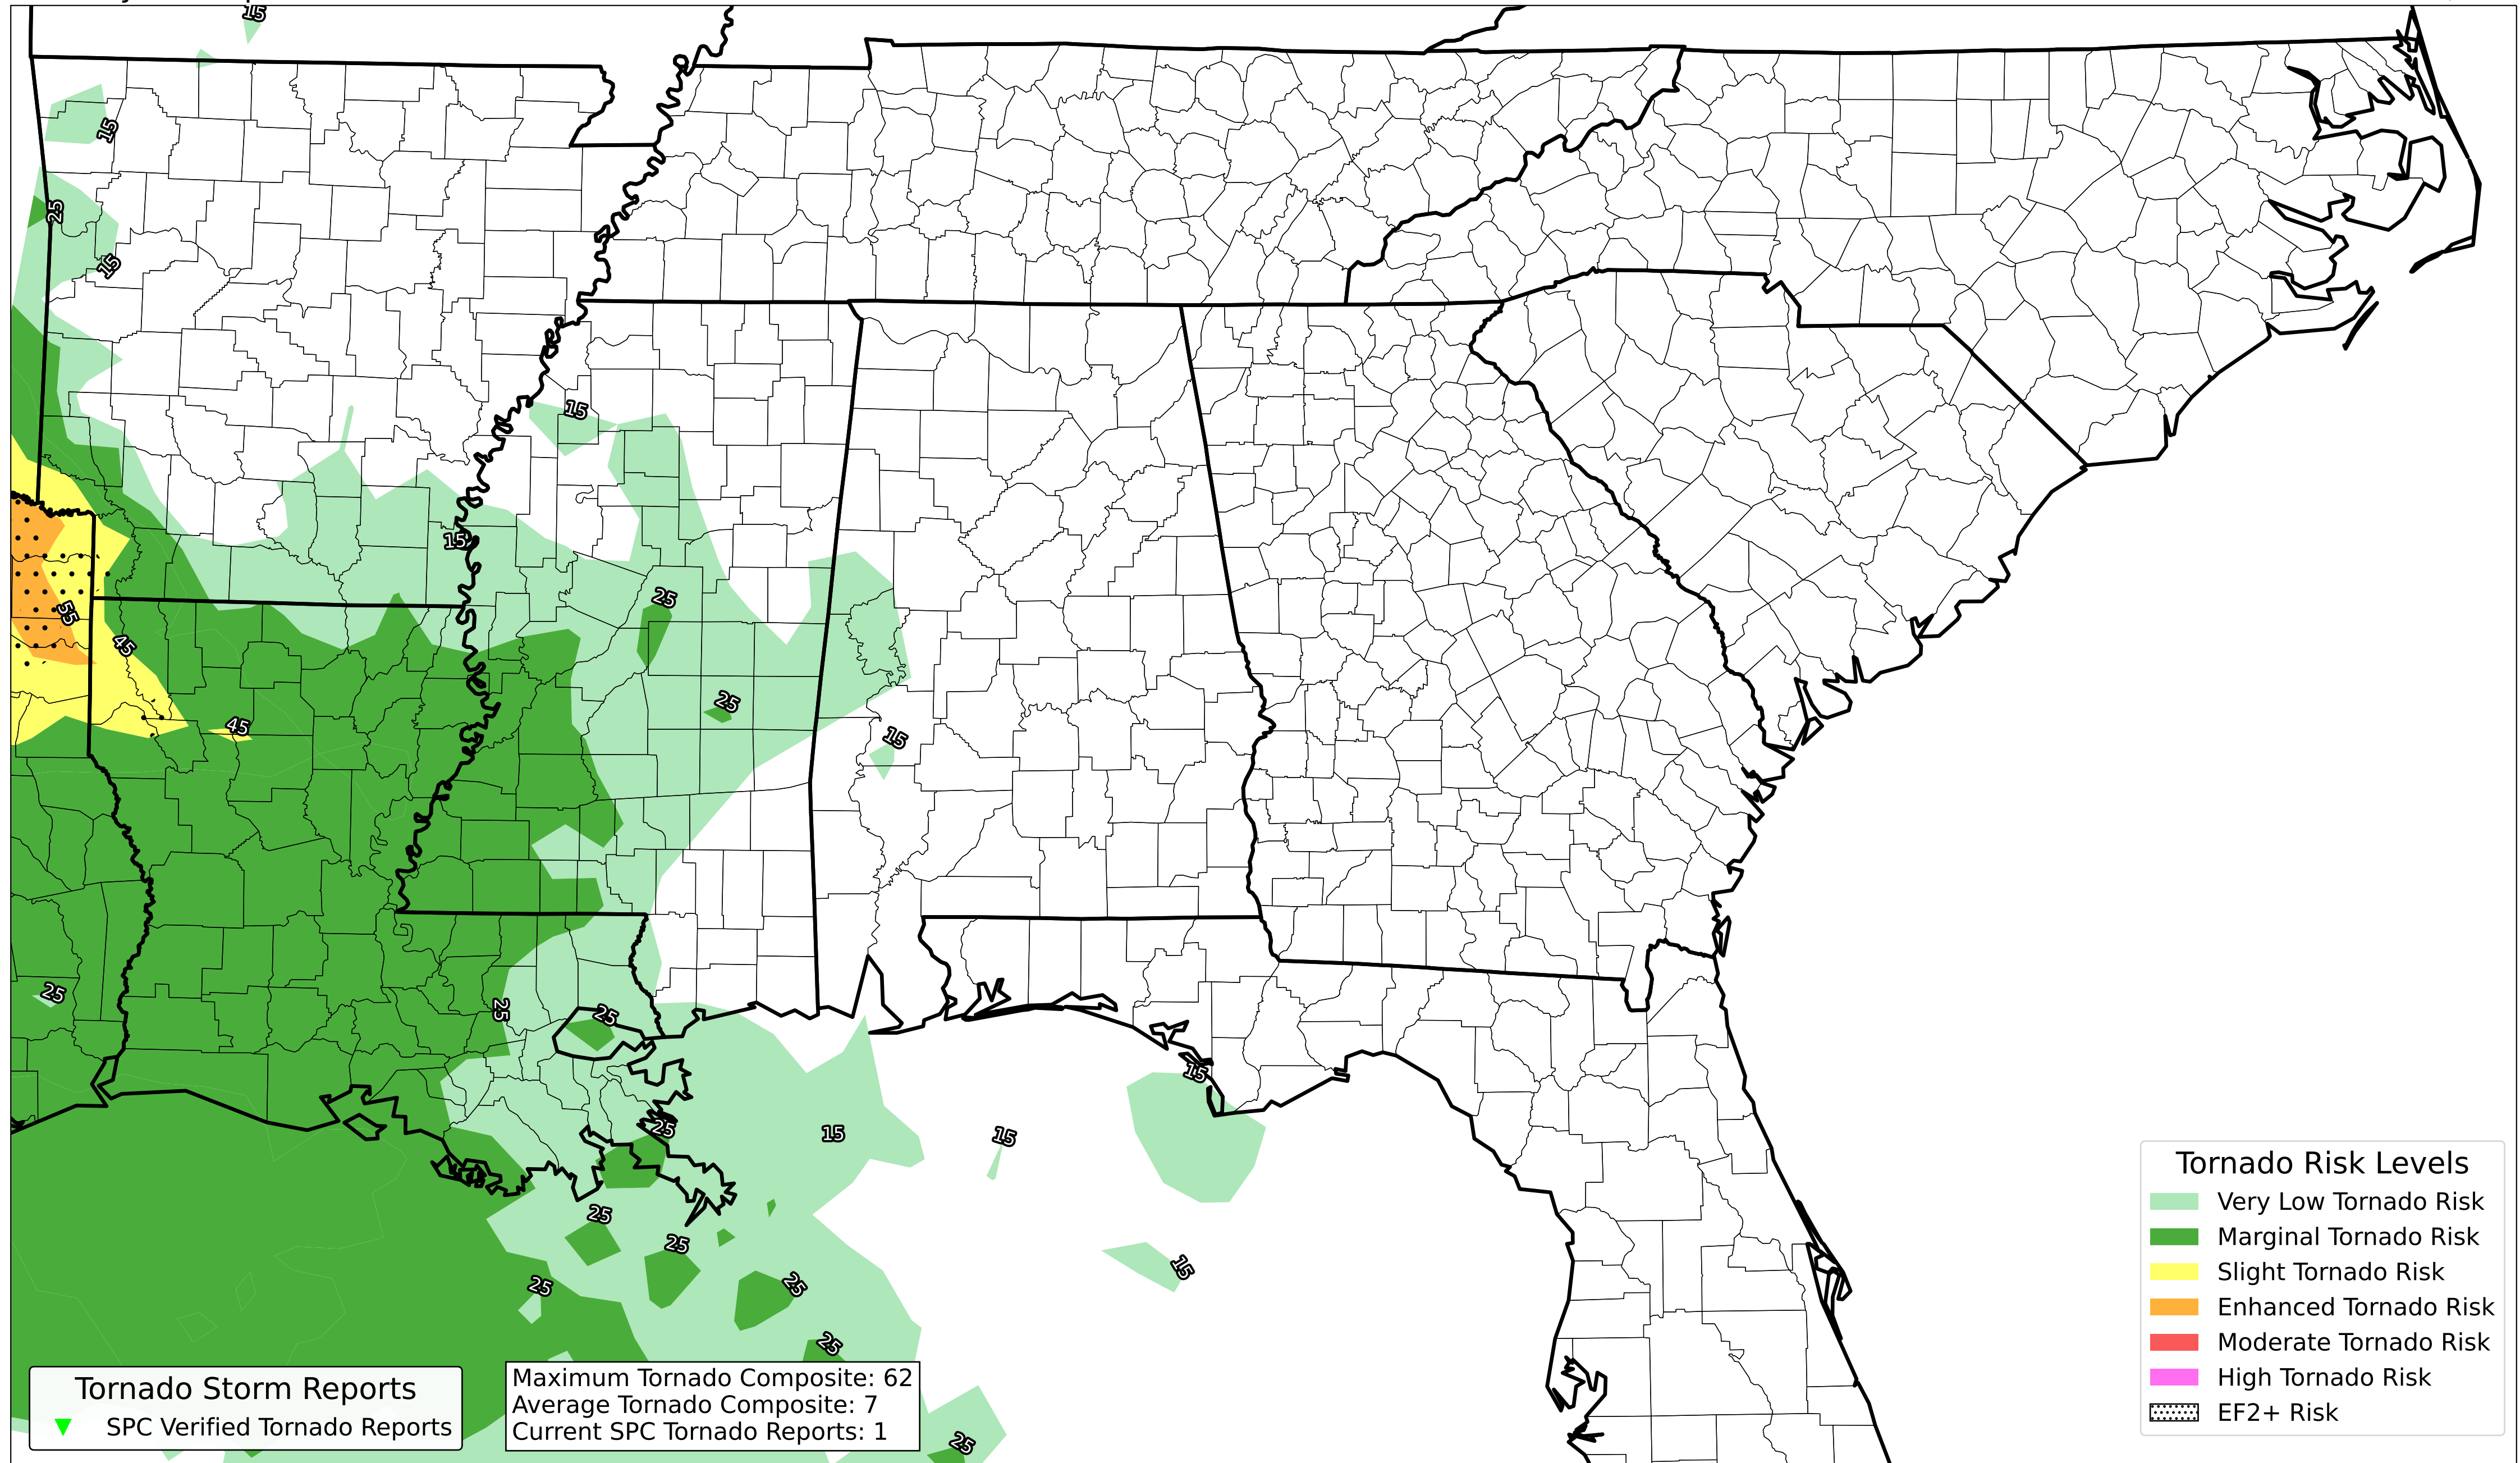 15
15
25
15
15
15
25
55
45
25
45
15
25
25
25
15
25
15
15
25
25
15
25
25
25
25
Tornado Risk Levels
Very Low Tornado Risk
Marginal Tornado Risk
Slight Tornado Risk
Enhanced Tornado Risk
Moderate Tornado Risk
High Tornado Risk
EF2+ Risk
Tornado Storm Reports
SPC Verified Tornado Reports
Maximum Tornado Composite: 62
Average Tornado Composite: 7
Current SPC Tornado Reports: 1